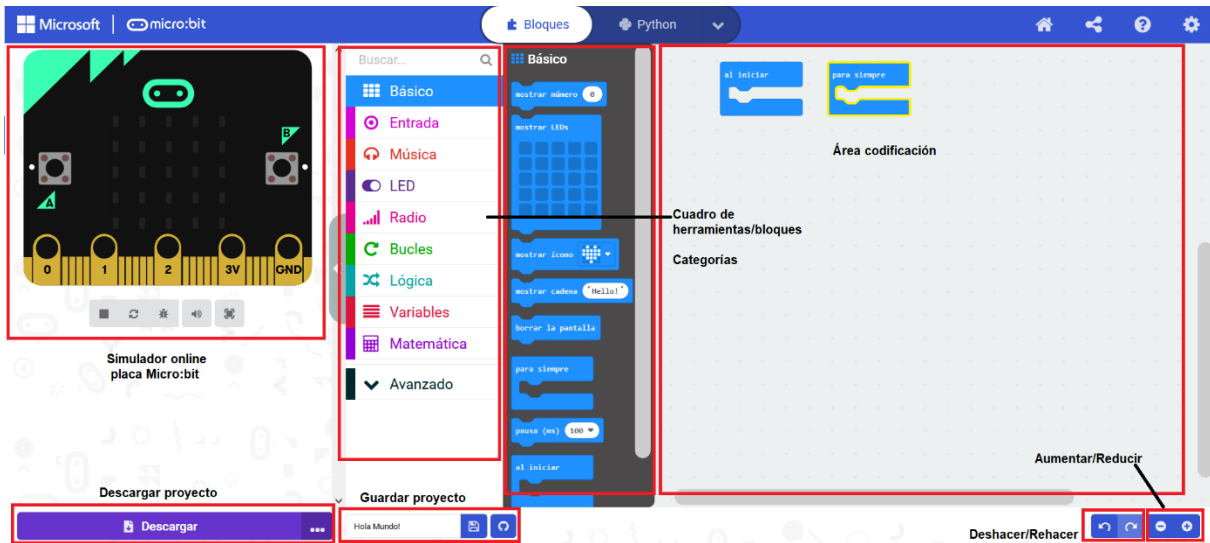 Microsoft
micro:bit
Bloques
Python
B
A
0
1
2
3V
GND
Simulador online
placa Micro:bit
Descargar proyecto
Descargar
...
Buscar...
Básico
Entrada
Música
LED
Radio
Bucles
Lógica
Variables
Matemática
Avanzado
Guardar proyecto
Hola Mundo!
Básico
mostrar número 0
mostrar LEDs
mostrar ícono
mostrar cadena "Hello!"
borrar la pantalla
para siempre
pausa (ms) 100
al iniciar
al iniciar
para siempre
Área codificación
Cuadro de
herramientas/bloques
Categorías
Aumentar/Reducir
Deshacer/Rehacer